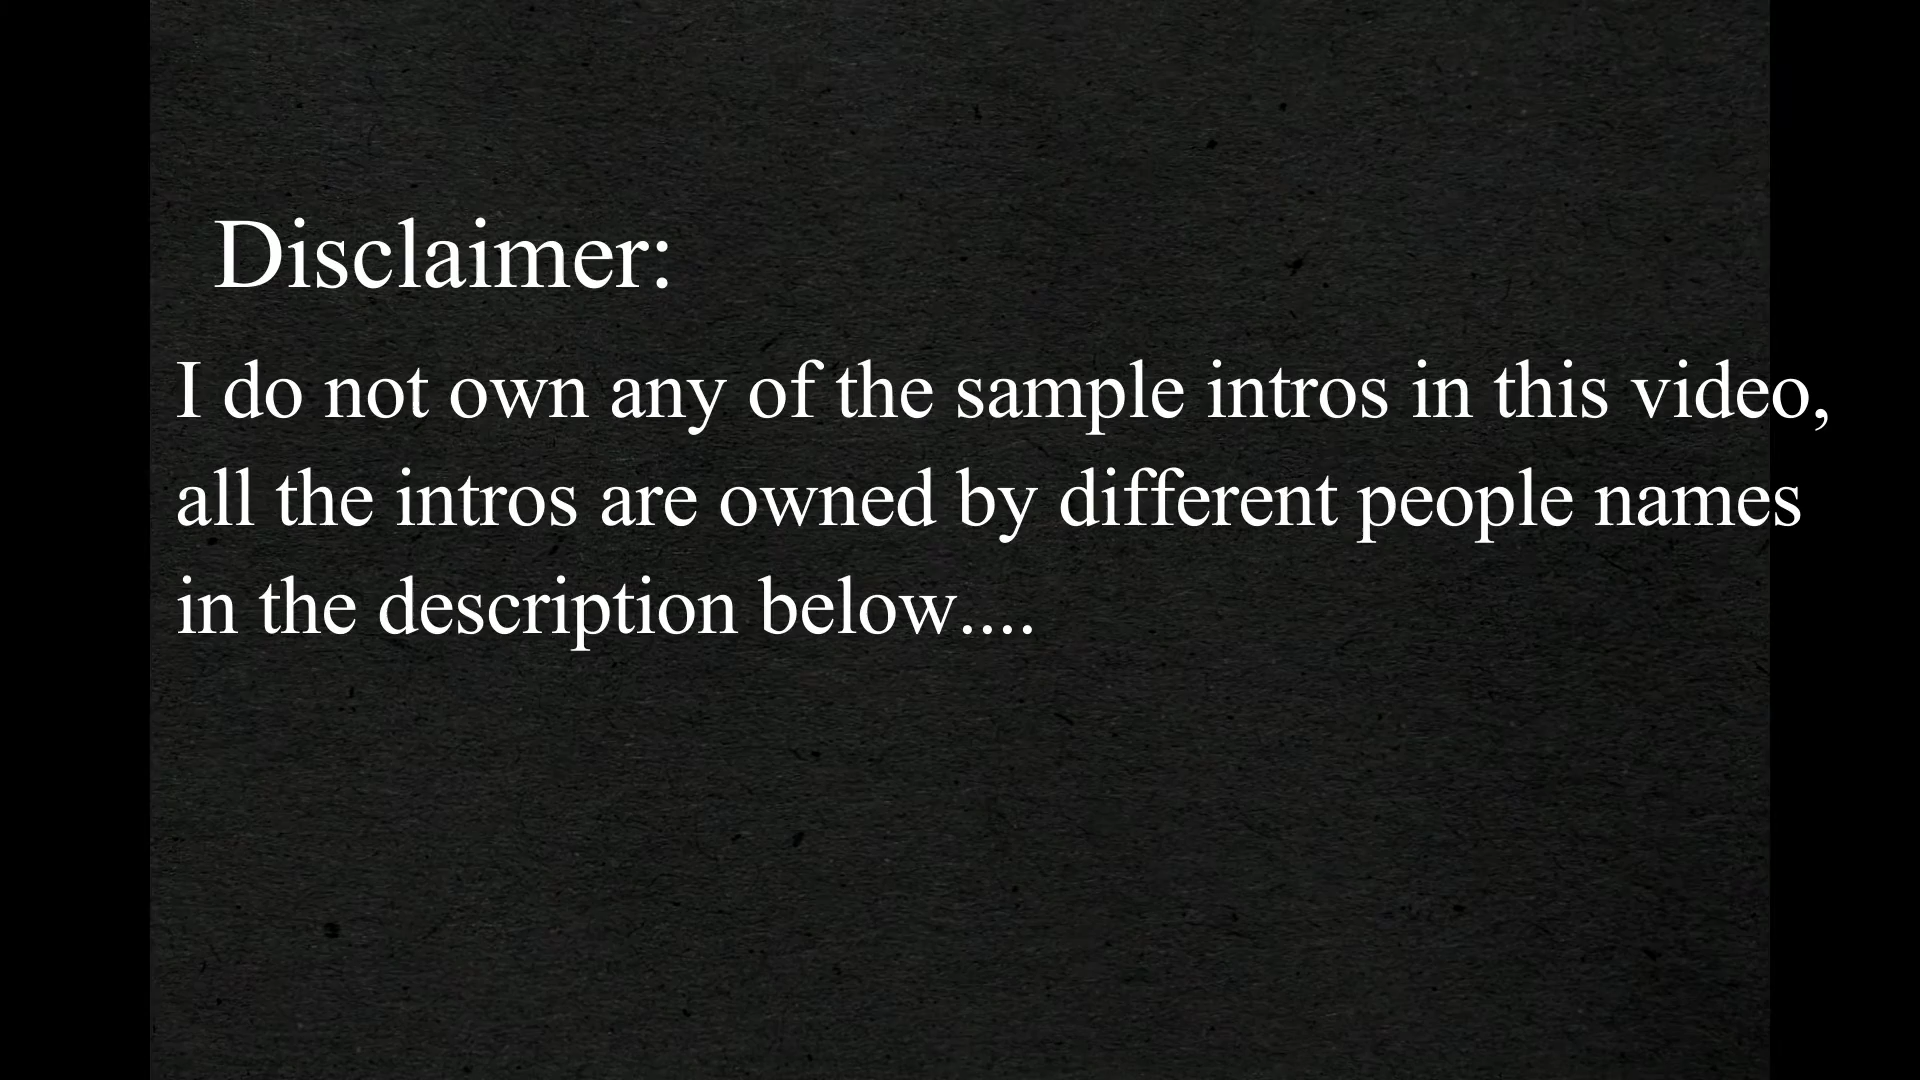 Disclaimer:
I do not own any of the sample intros in this video,
all the intros are owned by different people names
in the description below....